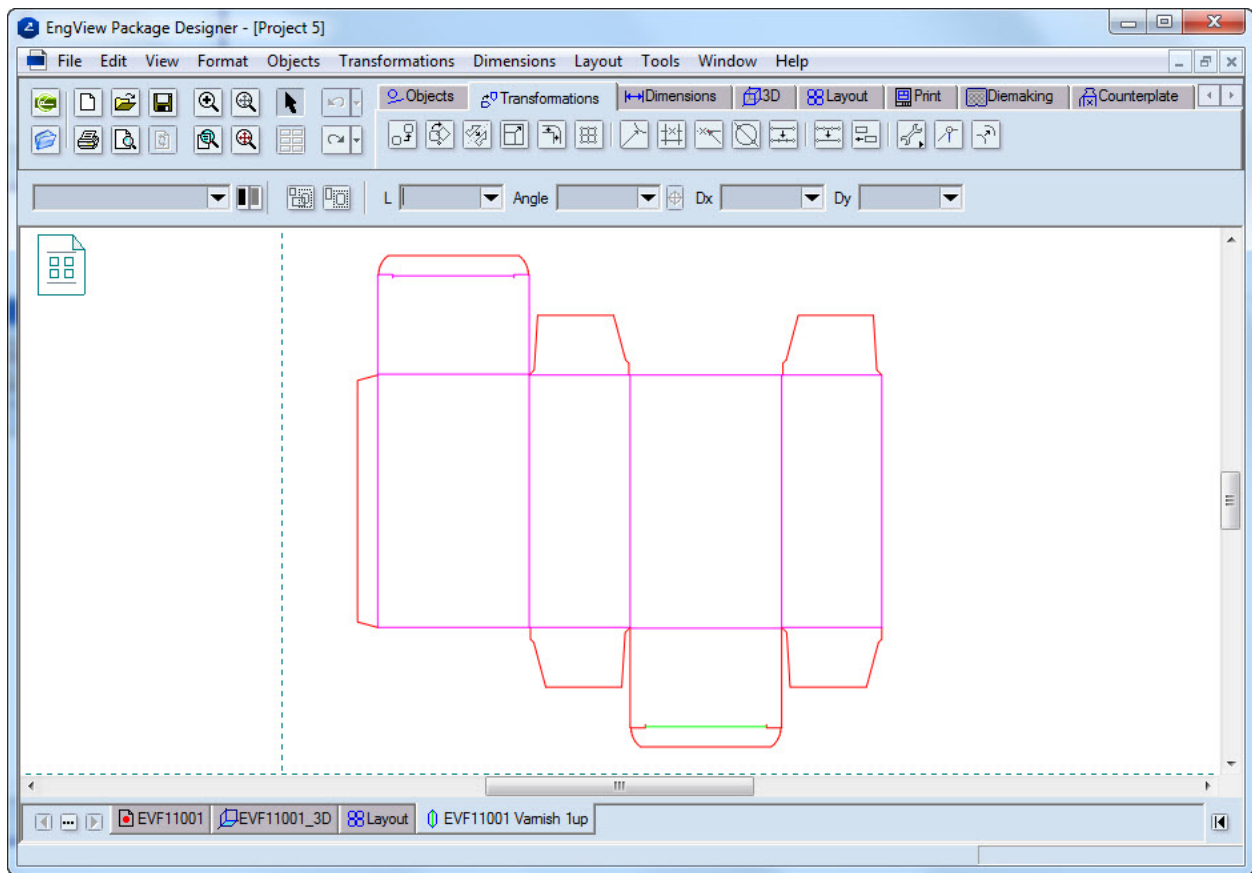 EngView Package Designer - [Project 5]
File Edit View Format Objects Transformations Dimensions Layout Tools Window Help
Objects Transformations Dimensions 3D Layout Print Diemaking Counterplate
L Angle Dx Dy
EVF11001 EVF11001_3D Layout EVF11001 Varnish 1up